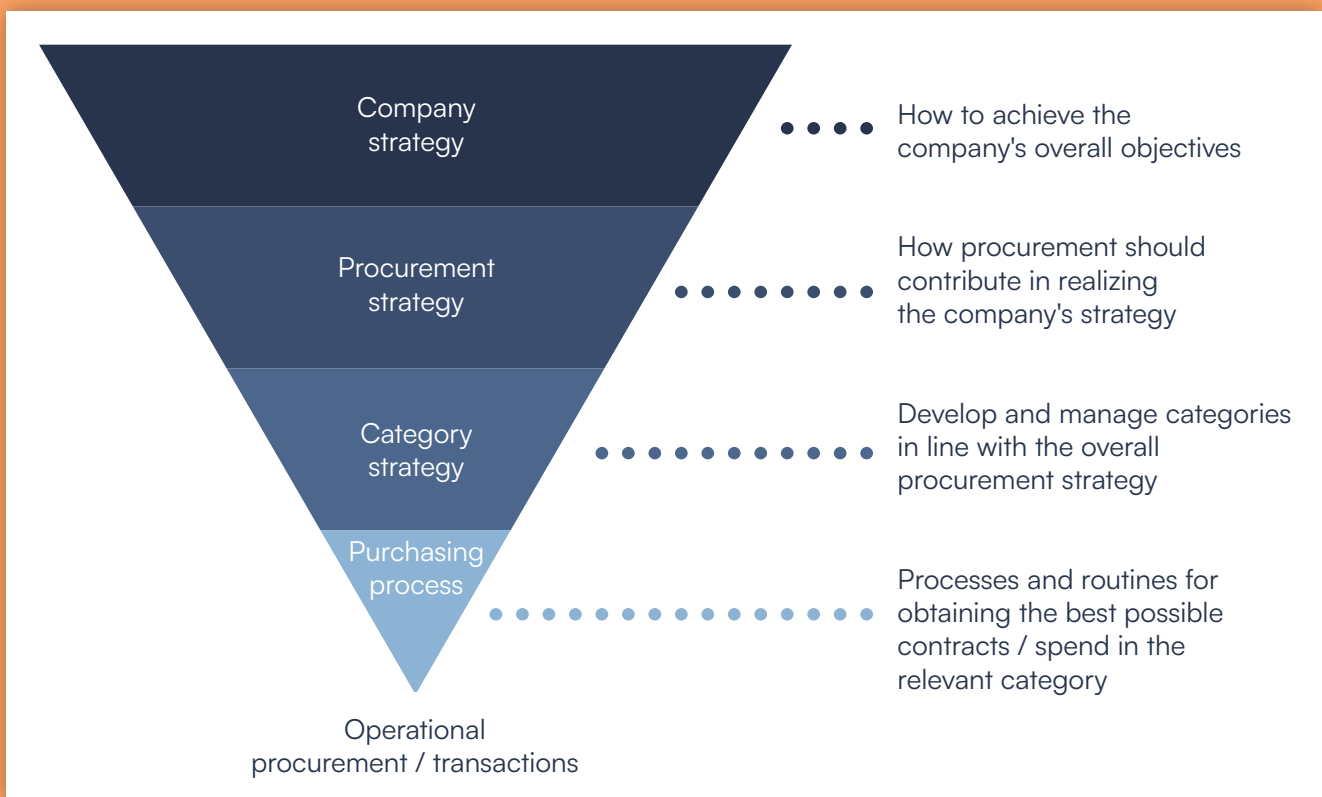 Company
strategy
How to achieve the
company's overall objectives
Procurement
strategy
How procurement should
contribute in realizing
the company's strategy
Category
strategy
Develop and manage categories
in line with the overall
procurement strategy
Purchasing
process
Processes and routines for
obtaining the best possible
contracts / spend in the
relevant category
Operational
procurement / transactions